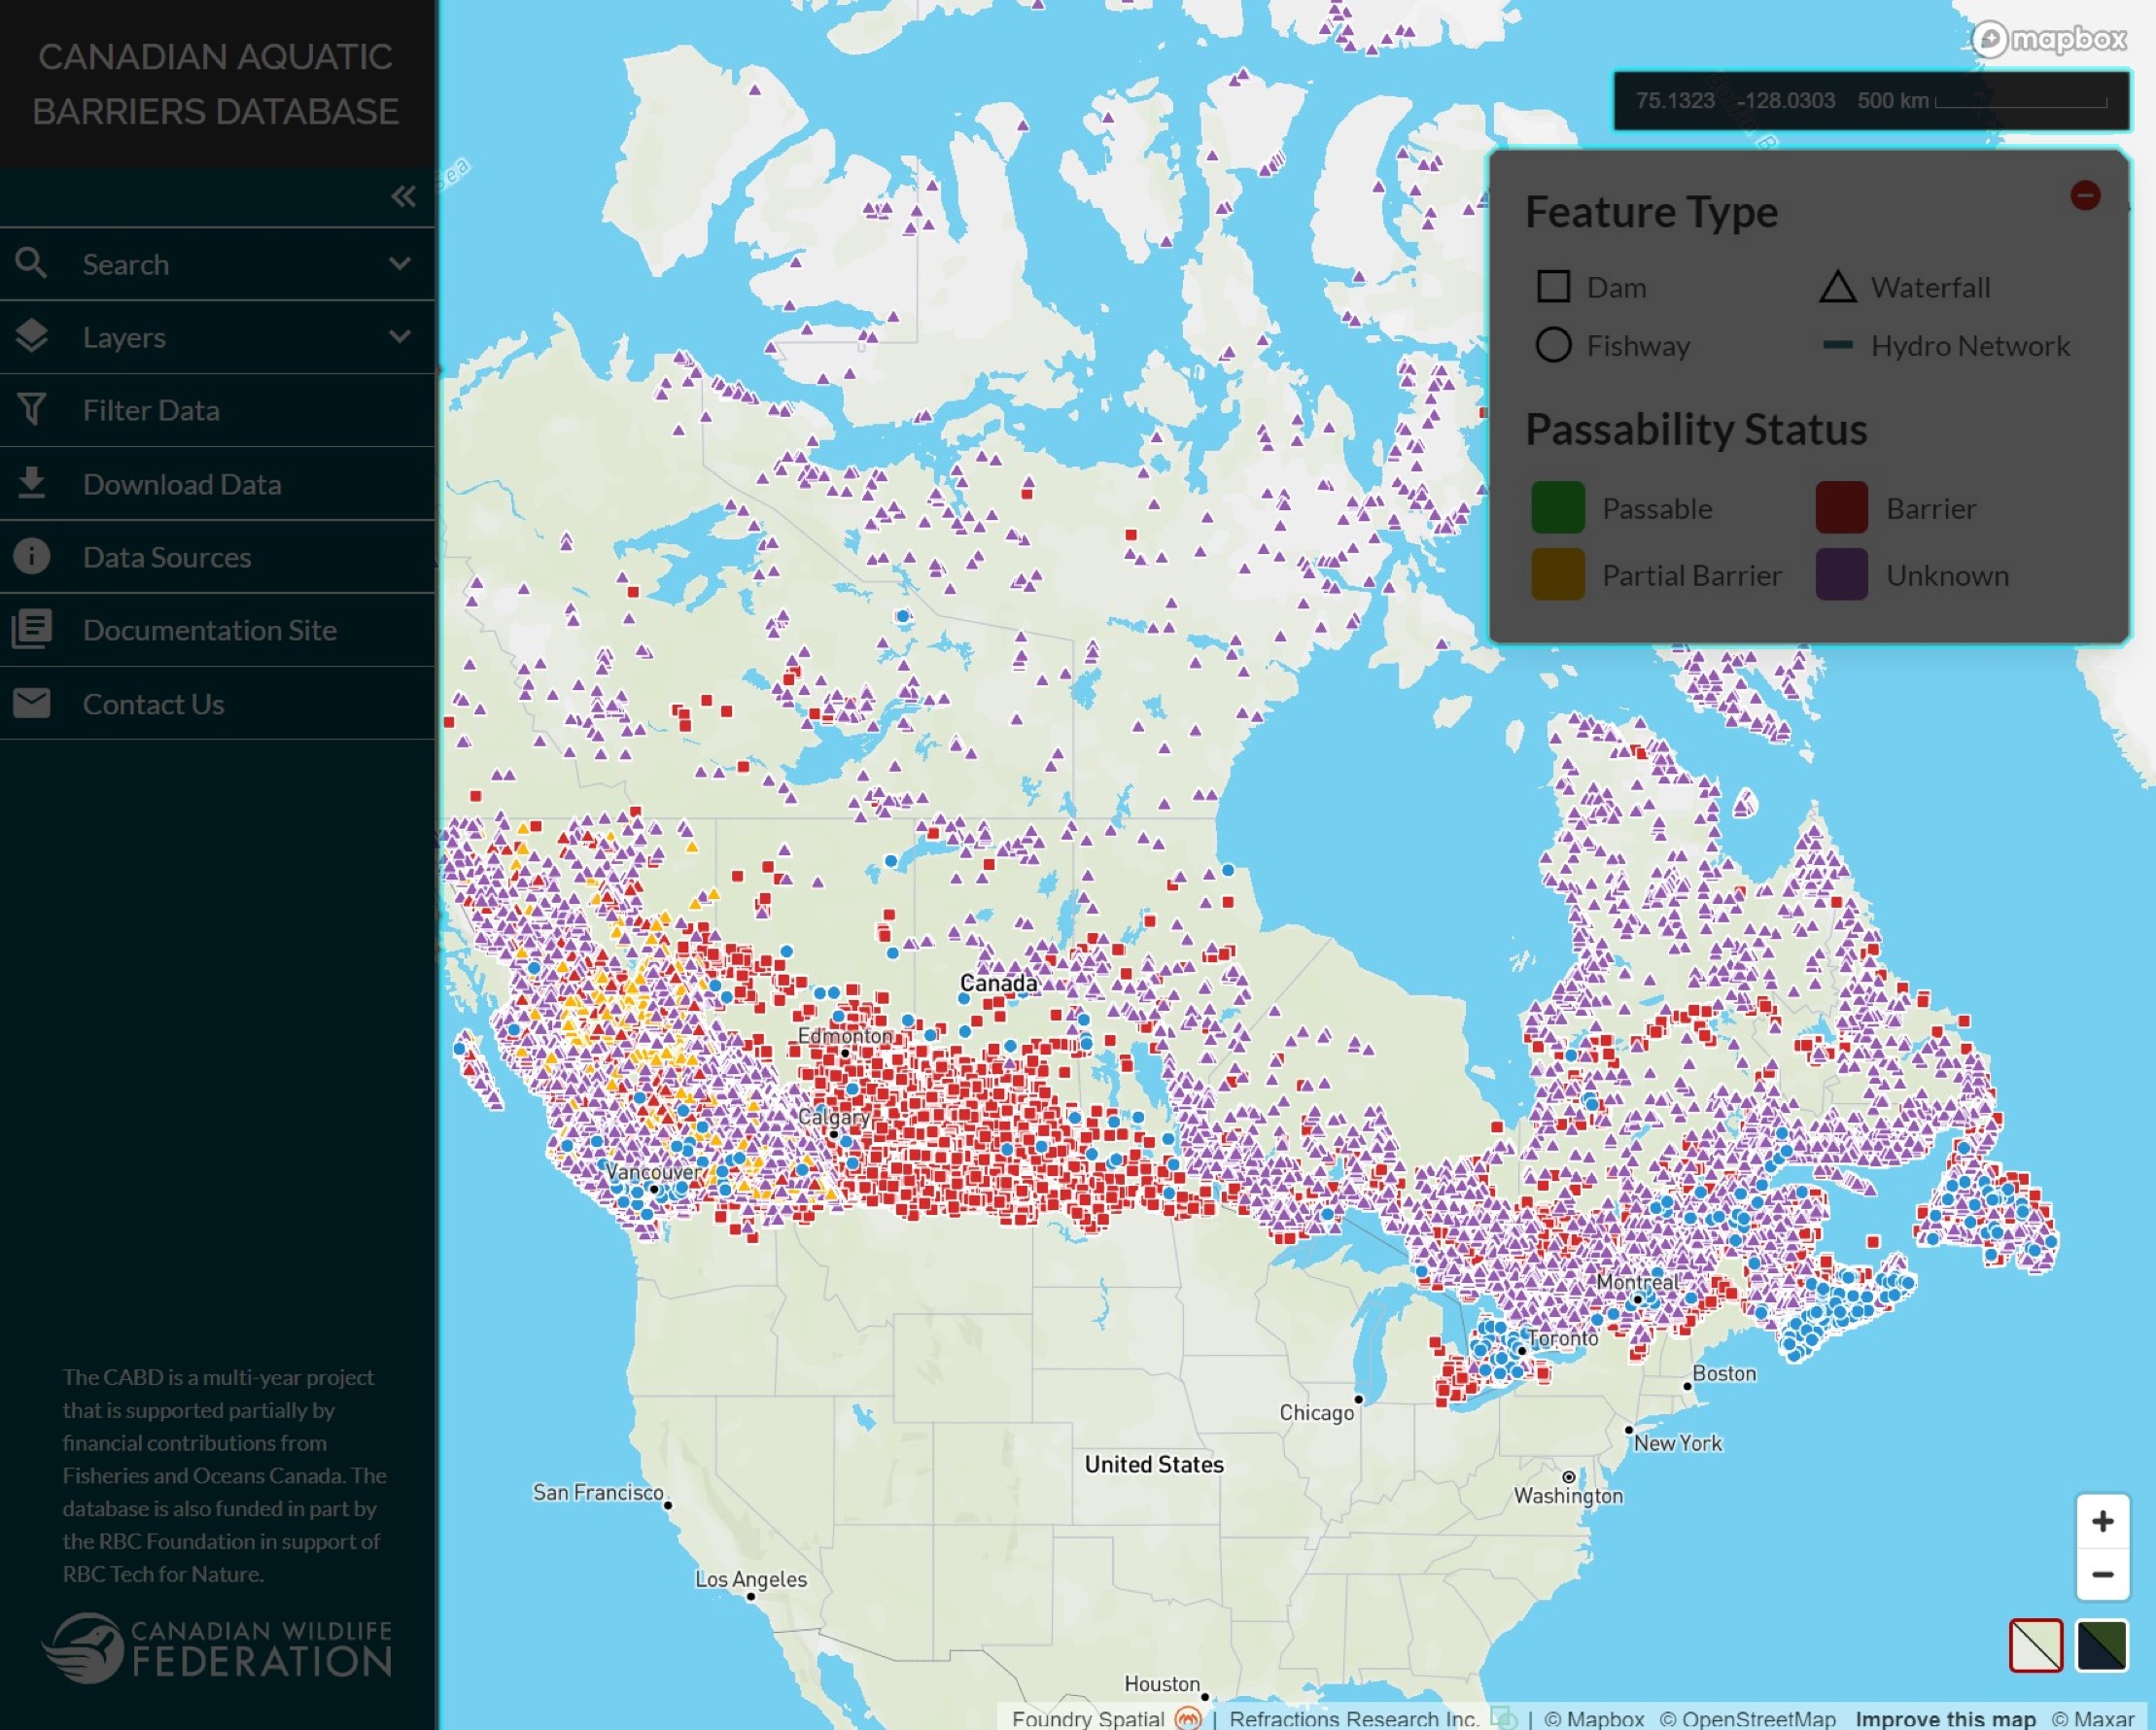 CANADIAN AQUATIC
BARRIERS DATABASE
Search
Layers
Filter Data
Download Data
Data Sources
Documentation Site
Contact Us
The CABD is a multi-year project
that is supported partially by
financial contributions from
Fisheries and Oceans Canada. The
database is also funded in part by
the RBC Foundation in support of
RBC Tech for Nature.
CANADIAN WILDLIFE
FEDERATION
Sea
mapbox
75.1323 -128.0303 500 km
Feature Type
Dam
Waterfall
Fishway
Hydro Network
Passability Status
Passable
Barrier
Partial Barrier
Unknown
Canada
Edmonton
Calgary
Vancouver
Montreal
Toronto
Boston
Chicago
New York
United States
San Francisco
Washington
Los Angeles
Houston
+
−
Foundry Spatial | Refractions Research Inc. | © Mapbox © OpenStreetMap Improve this map © Maxar